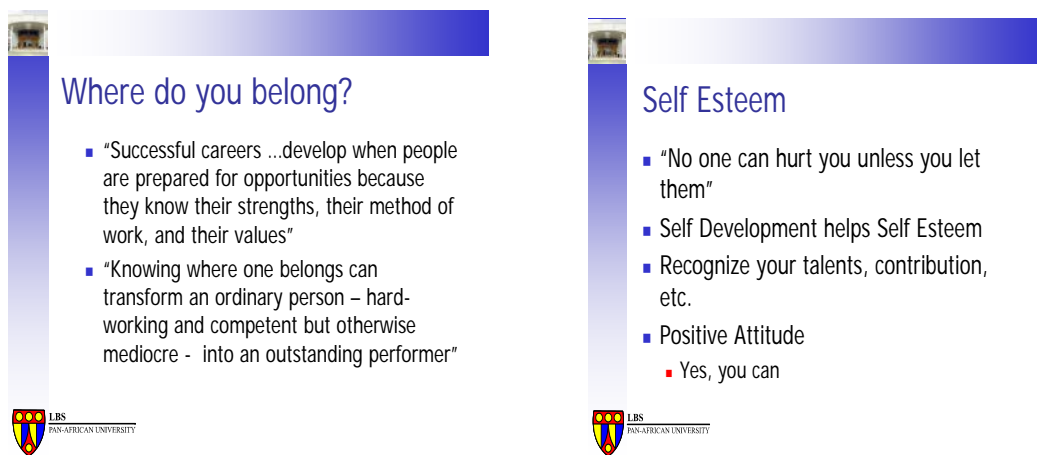 Where do you belong?
“Successful careers ...develop when people
are prepared for opportunities because
they know their strengths, their method of
work, and their values”
“Knowing where one belongs can
transform an ordinary person – hard-
working and competent but otherwise
mediocre - into an outstanding performer”
LBS
PAN-AFRICAN UNIVERSITY
Self Esteem
“No one can hurt you unless you let
them”
Self Development helps Self Esteem
Recognize your talents, contribution,
etc.
Positive Attitude
Yes, you can
LBS
PAN-AFRICAN UNIVERSITY